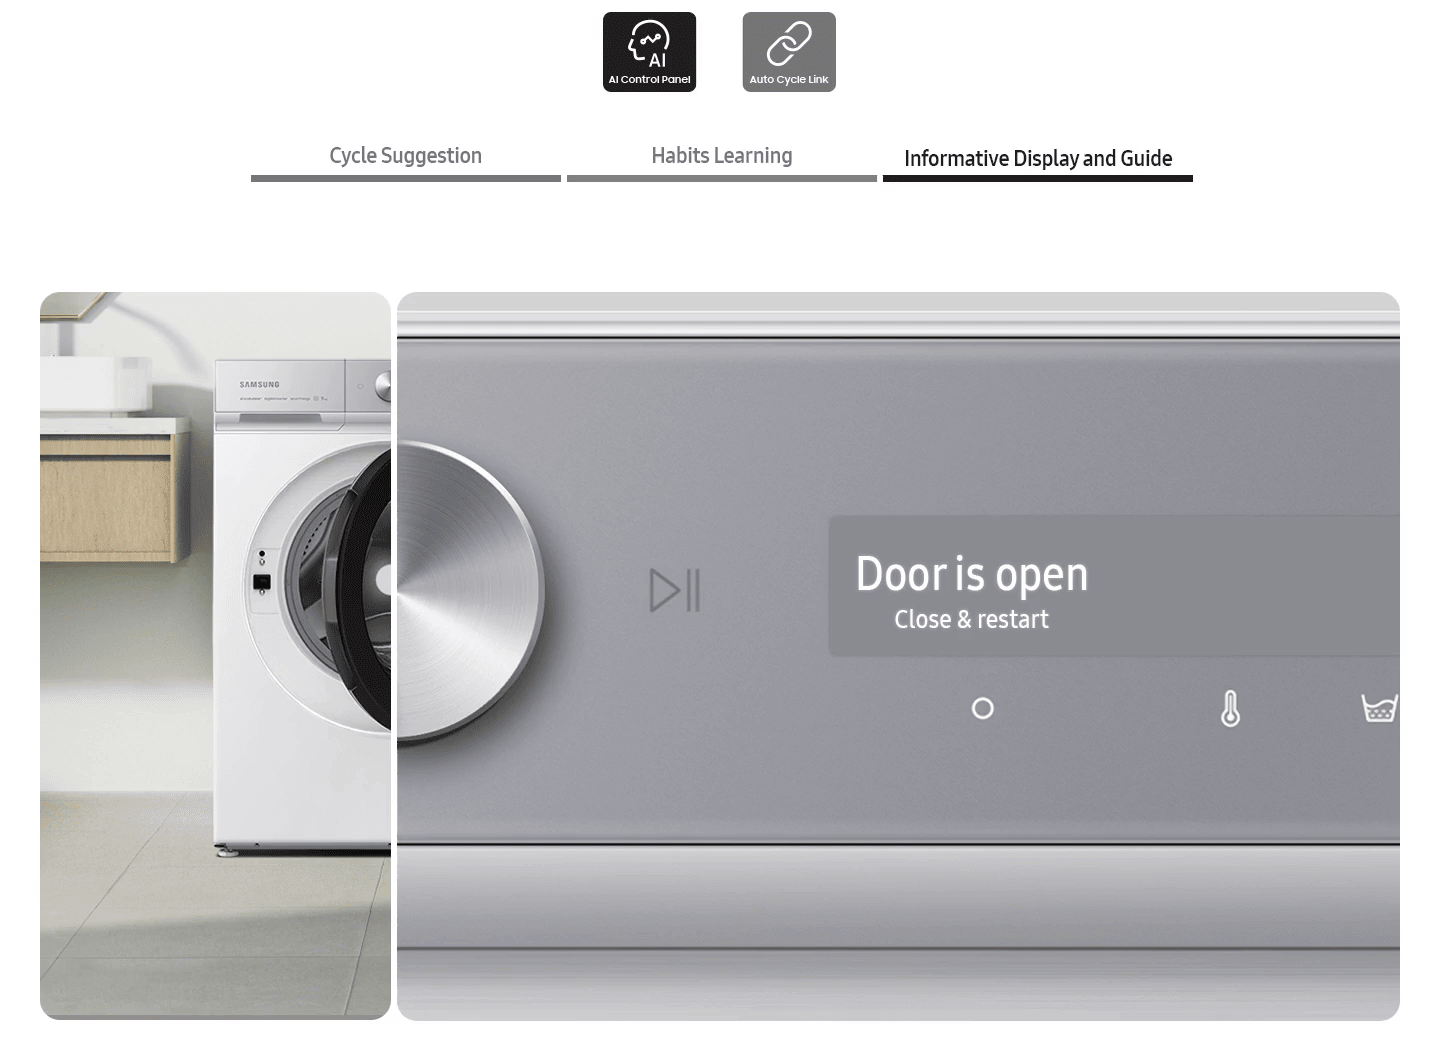 AI
AI Control Panel
Auto Cycle Link
Cycle Suggestion
Habits Learning
Informative Display and Guide
SAMSUNG
Door is open
Close & restart